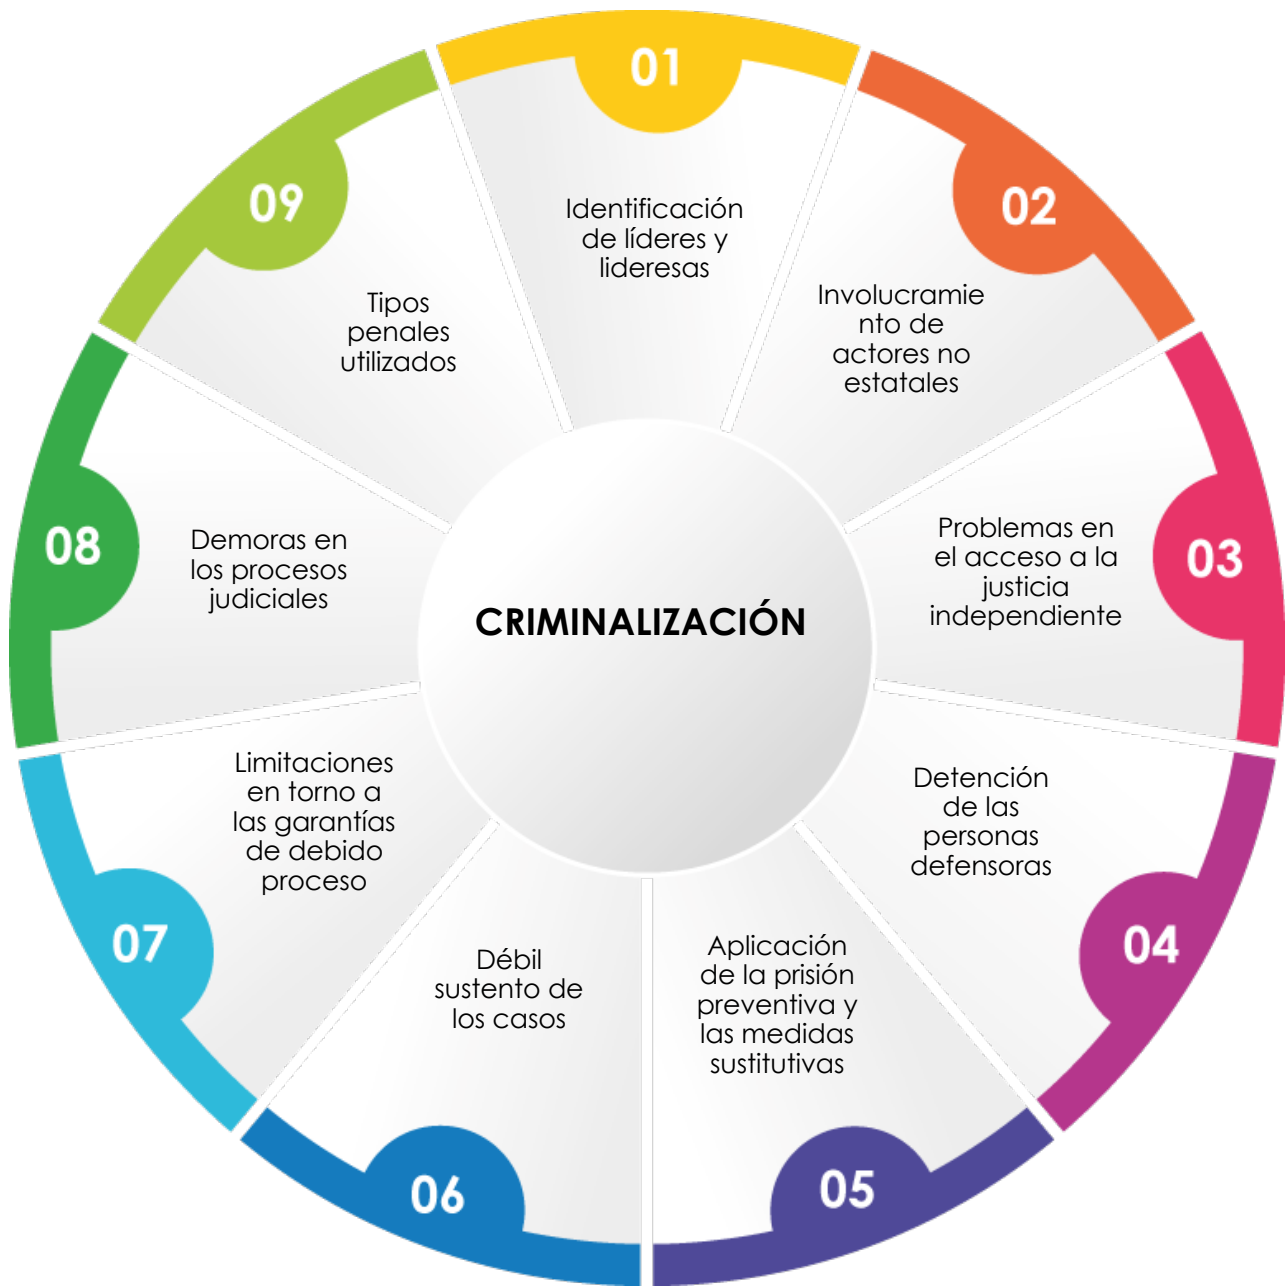 01
Identificación
de líderes y
lideresas
02
Involucramie
nto de
actores no
estatales
03
Problemas en
el acceso a la
justicia
independiente
04
Detención
de las
personas
defensoras
05
Aplicación
de la prisión
preventiva y
las medidas
sustitutivas
06
Débil
sustento de
los casos
07
Limitaciones
en torno a
las garantías
de debido
proceso
08
Demoras en
los procesos
judiciales
09
Tipos
penales
utilizados
CRIMINALIZACIÓN